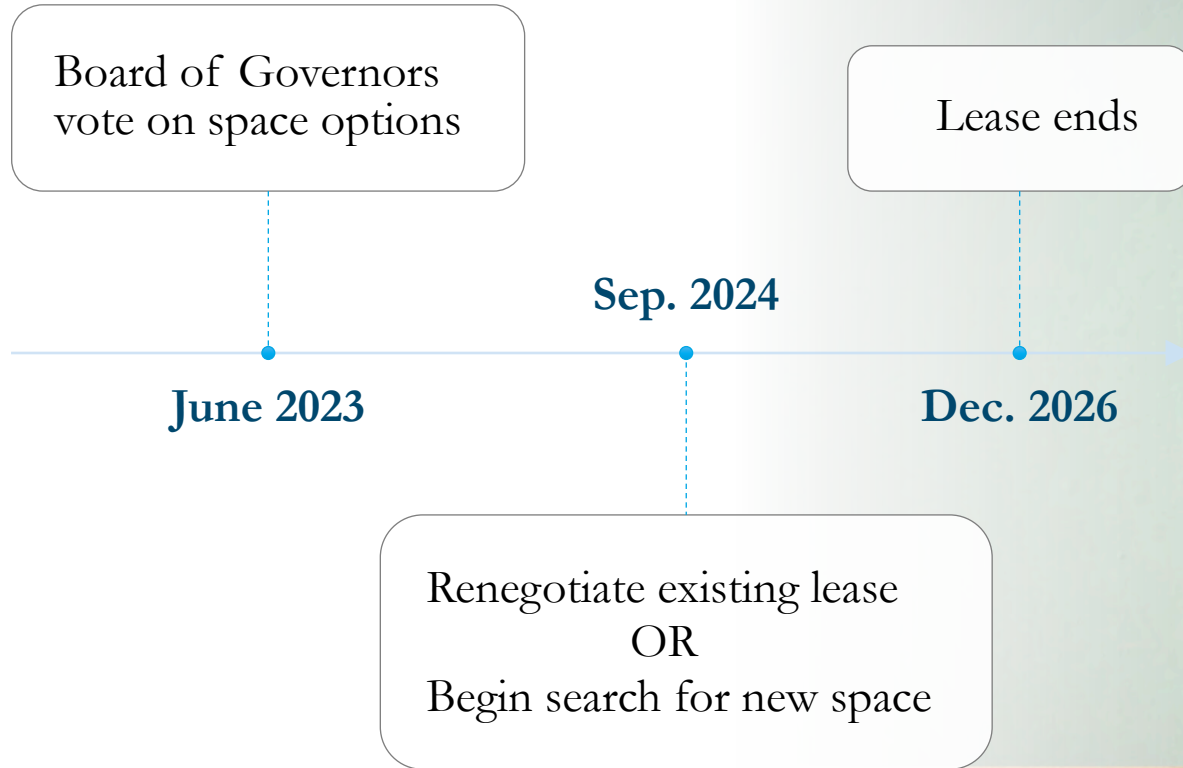 Board of Governors
vote on space options
Lease ends
Sep. 2024
June 2023
Dec. 2026
Renegotiate existing lease
OR
Begin search for new space